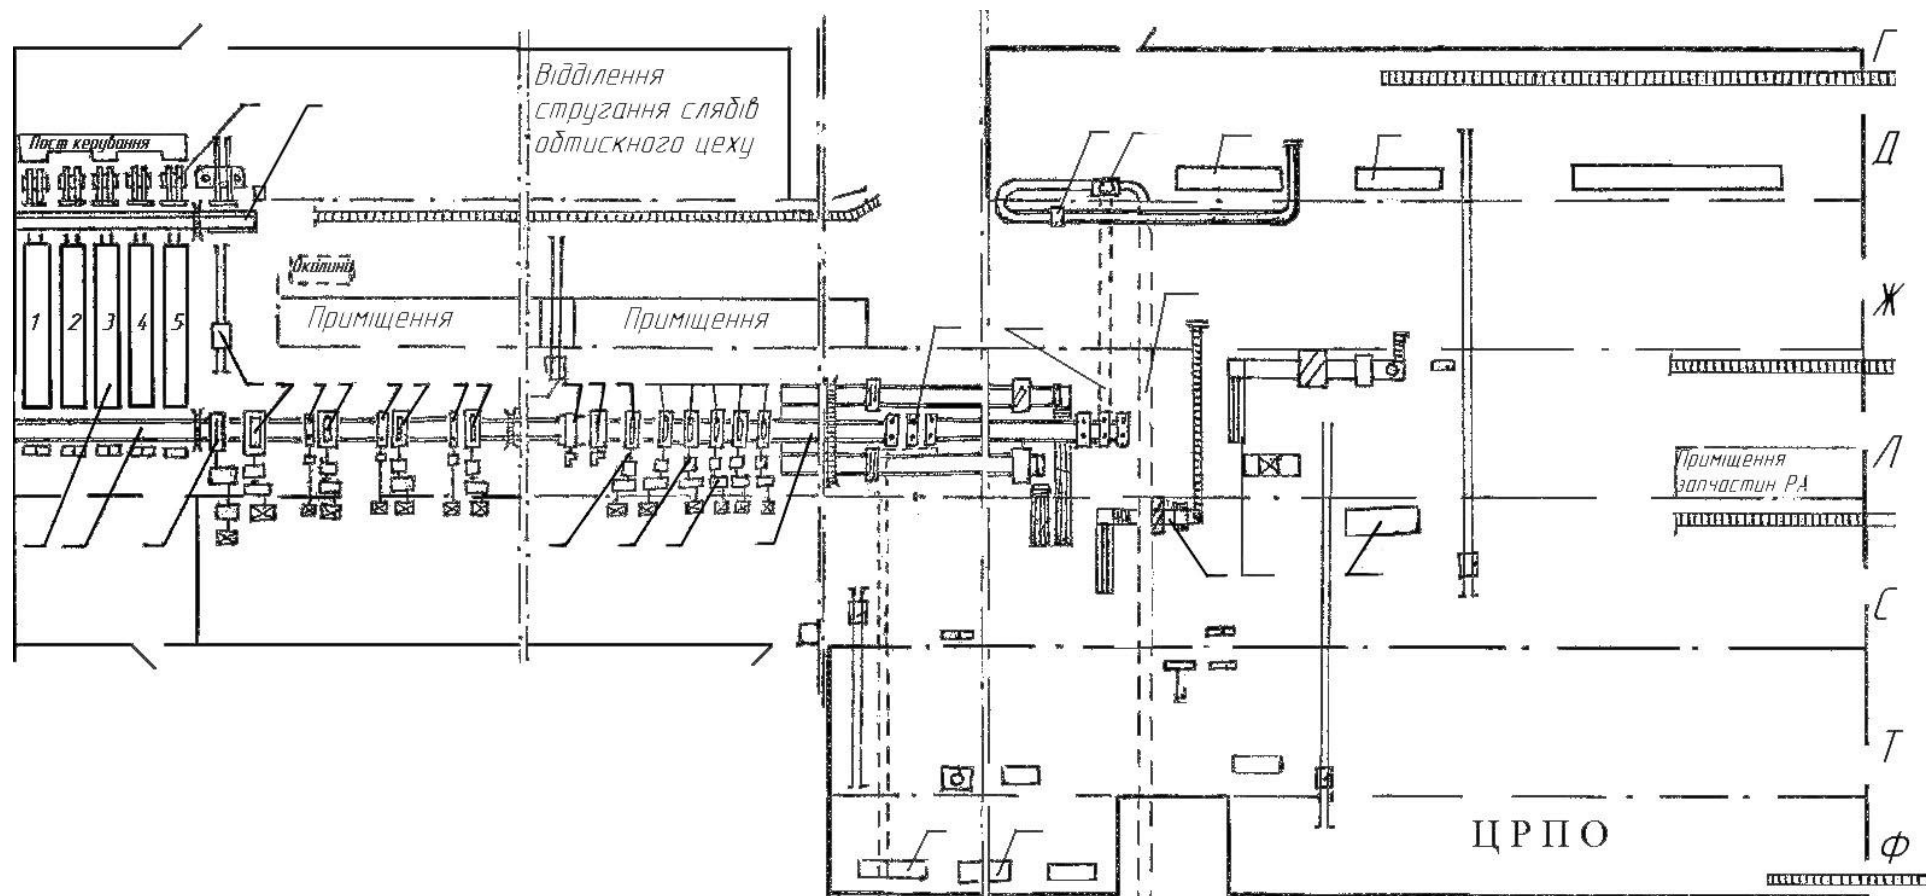 Г
Відділення
стругання слябів
обтискного цеху
Пост керування
Д
Окалина
Ж
1 2 3 4 5
Приміщення Приміщення
Л
Приміщення
запчастин РА
С
Т
ЦРПО
Ф